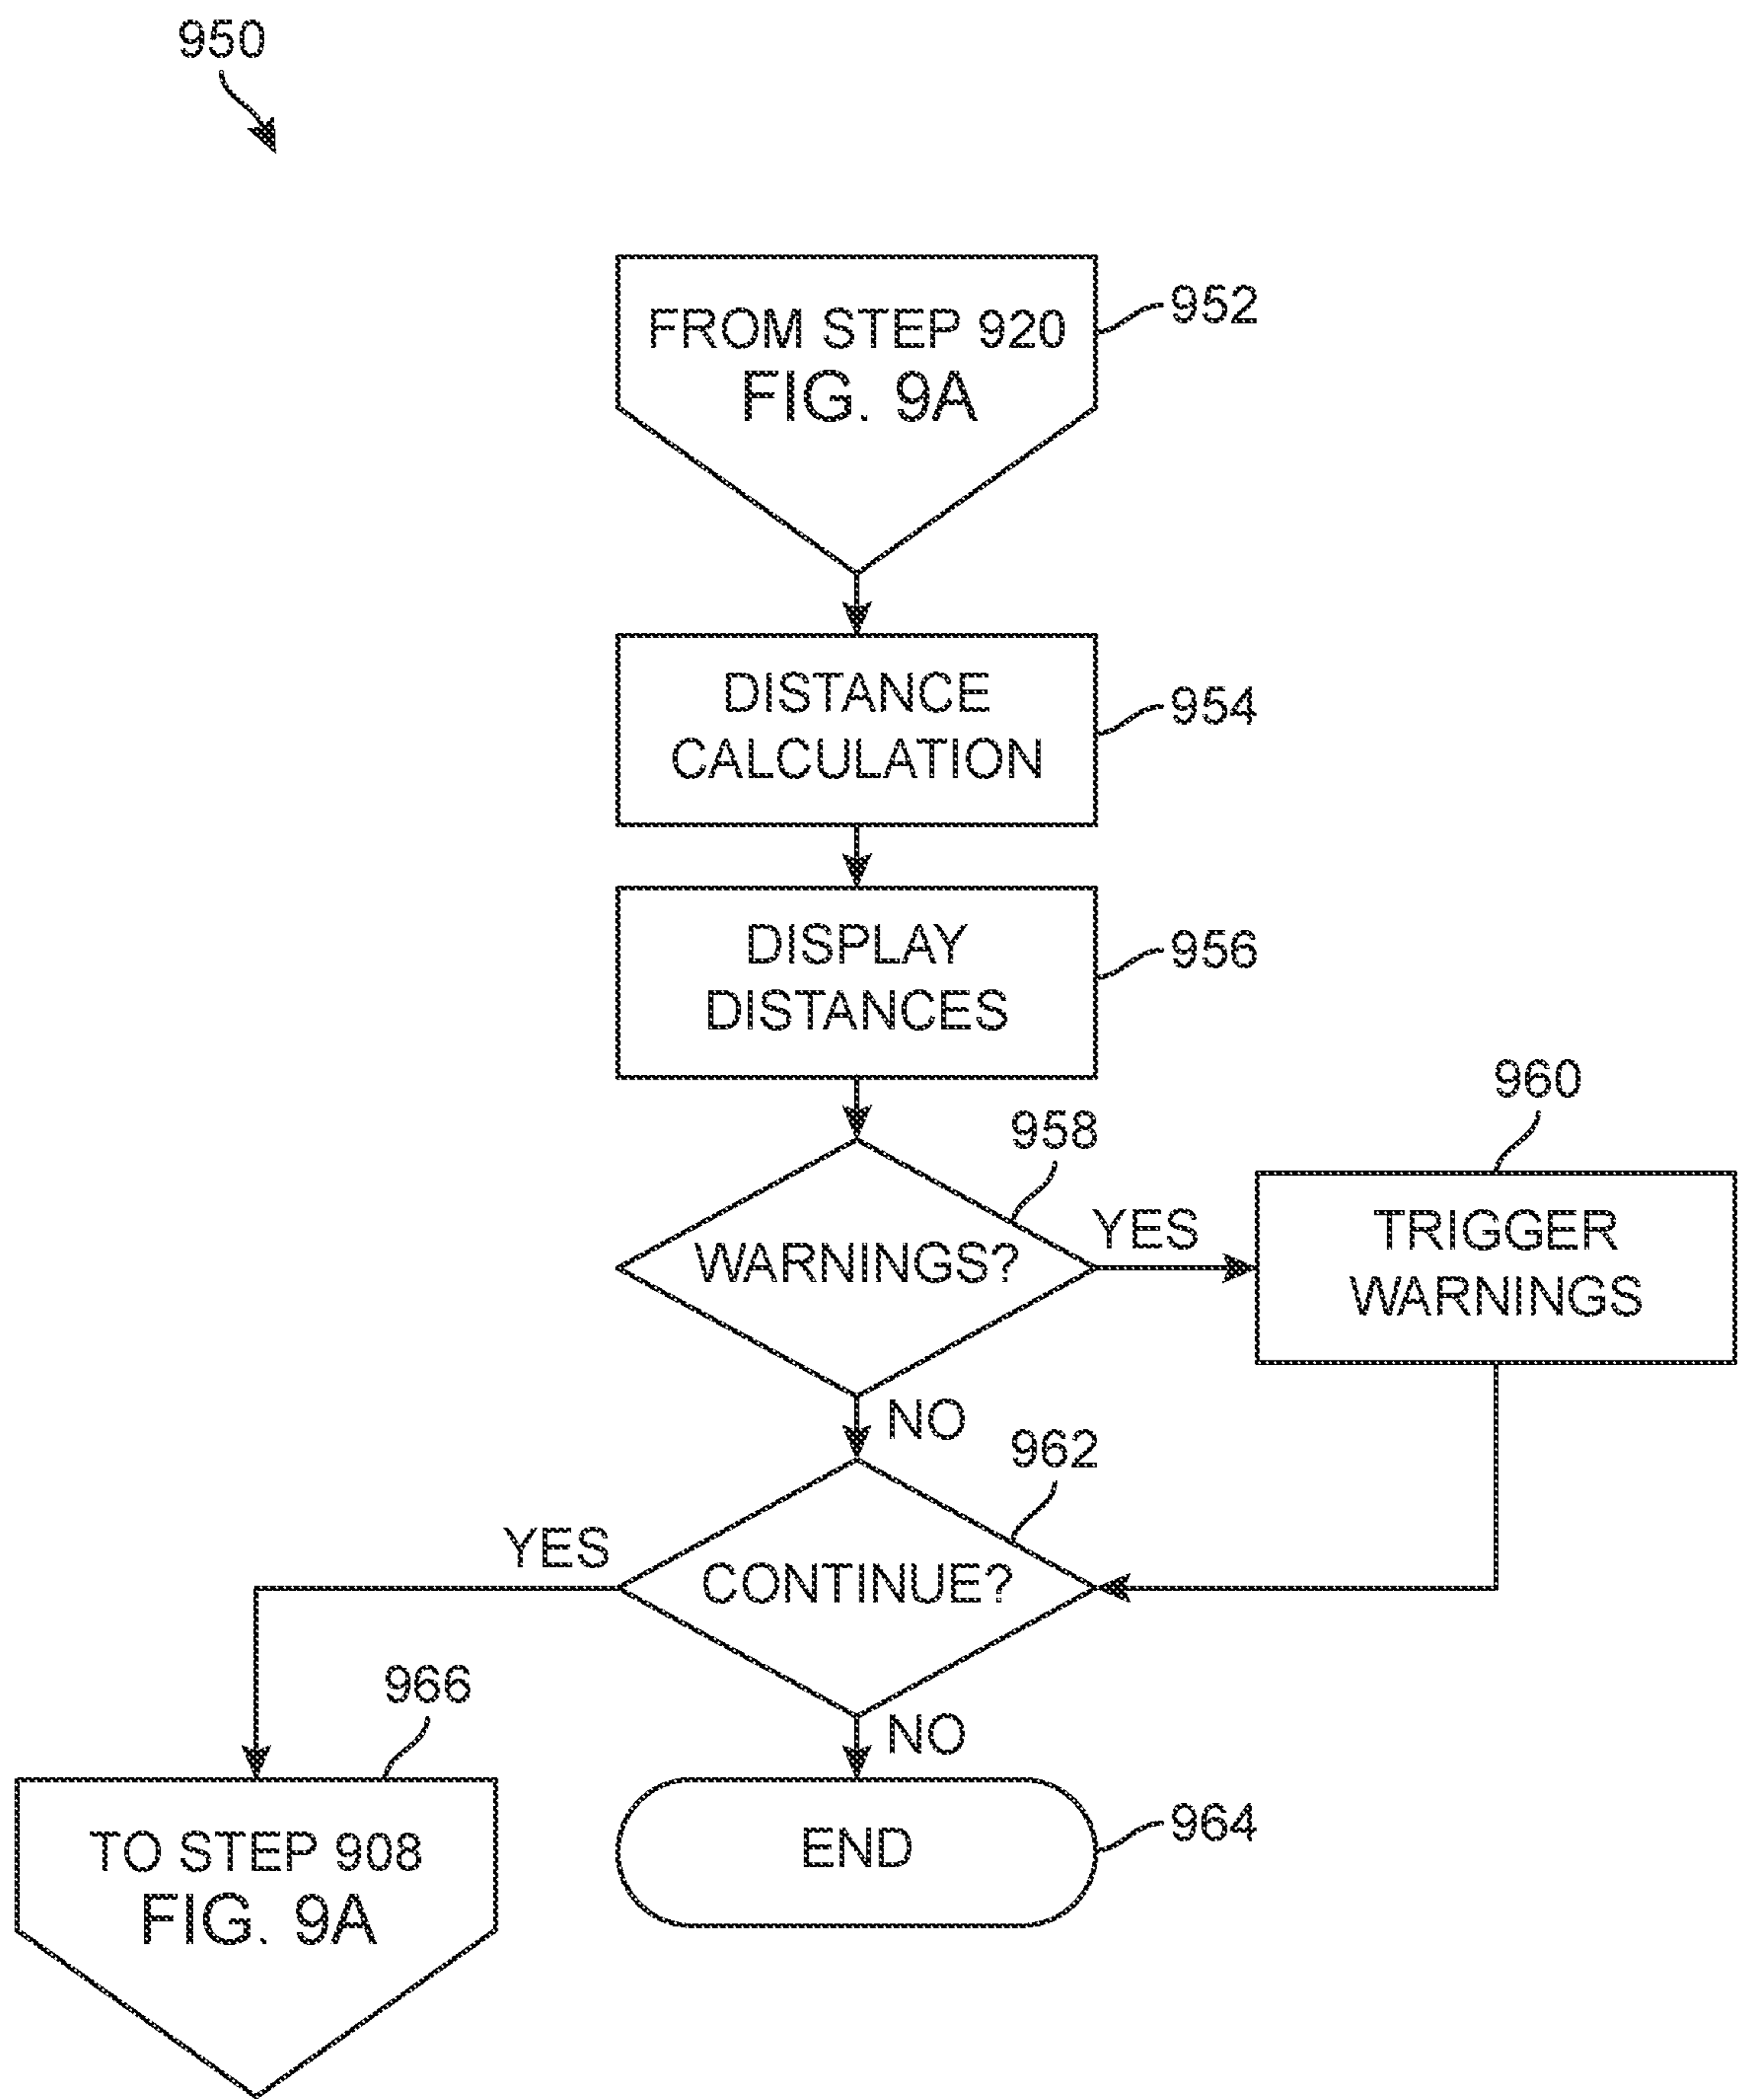 950
FROM STEP 920
FIG. 9A
952
DISTANCE
CALCULATION
954
DISPLAY
DISTANCES
956
WARNINGS?
958
YES
TRIGGER
WARNINGS
960
NO
CONTINUE?
962
YES
NO
TO STEP 908
FIG. 9A
966
END
964